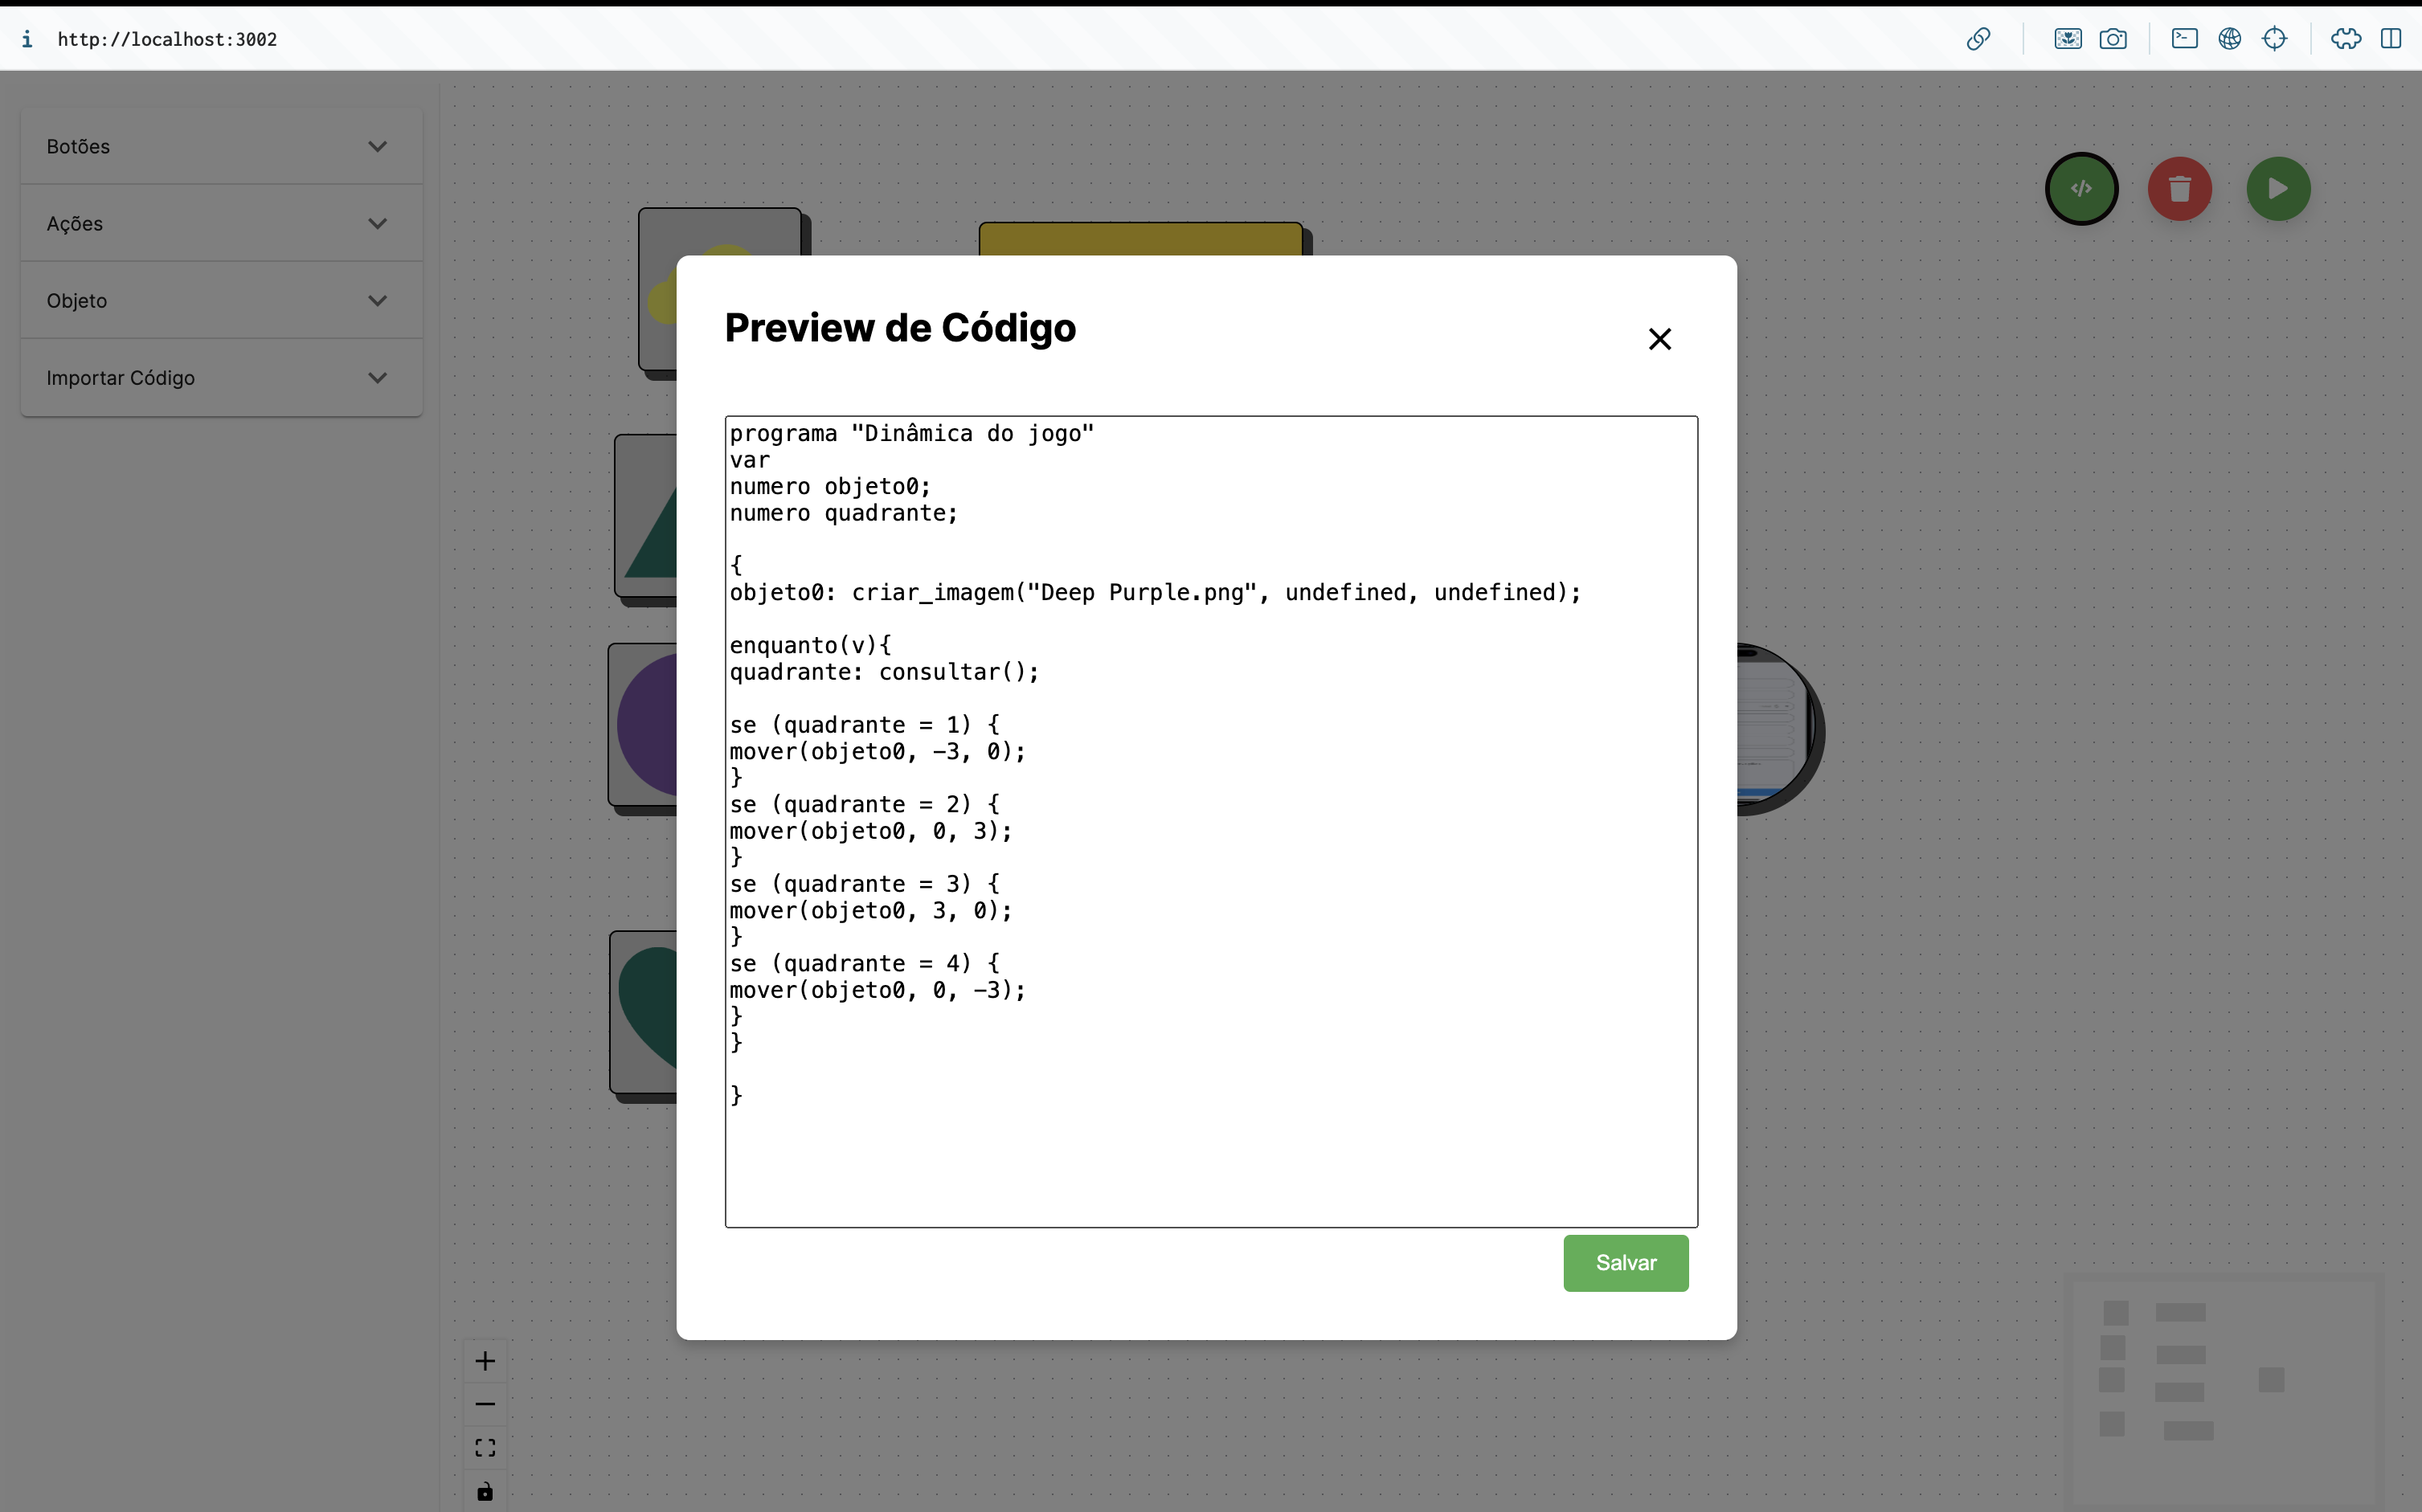 http://localhost:3002
Botões
Ações
Objeto
Importar Código
Preview de Código
programa "Dinâmica do jogo"
var
numero objeto0;
numero quadrante;
{
objeto0: criar_imagem("Deep Purple.png", undefined, undefined);
enquanto(v){
quadrante: consultar();
se (quadrante = 1) {
mover(objeto0, -3, 0);
}
se (quadrante = 2) {
mover(objeto0, 0, 3);
}
se (quadrante = 3) {
mover(objeto0, 3, 0);
}
se (quadrante = 4) {
mover(objeto0, 0, -3);
}
}
}
Salvar